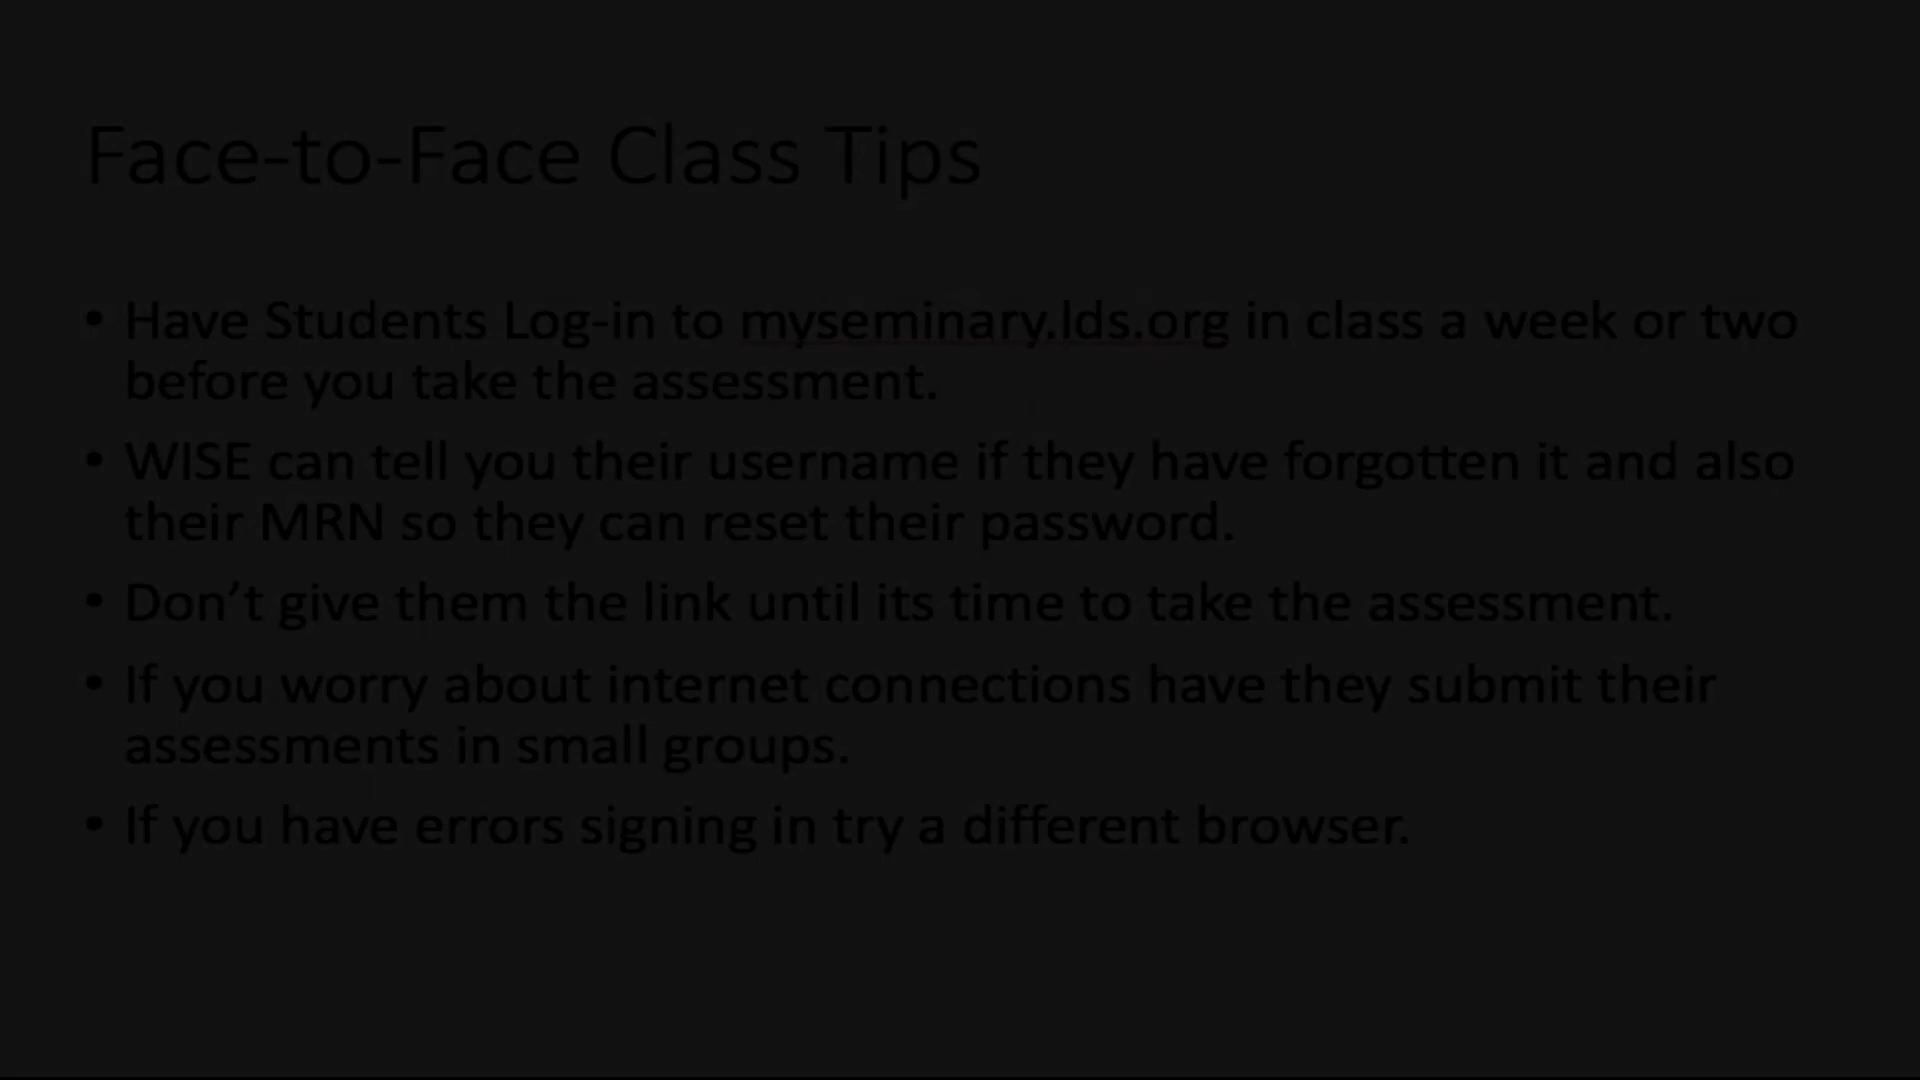 Face-to-Face Class Tips
• Have Students Log-in to myseminary.lds.org in class a week or two
before you take the assessment.
• WISE can tell you their username if they have forgotten it and also
their MRN so they can reset their password.
• Don’t give them the link until its time to take the assessment.
• If you worry about internet connections have they submit their
assessments in small groups.
• If you have errors signing in try a different browser.